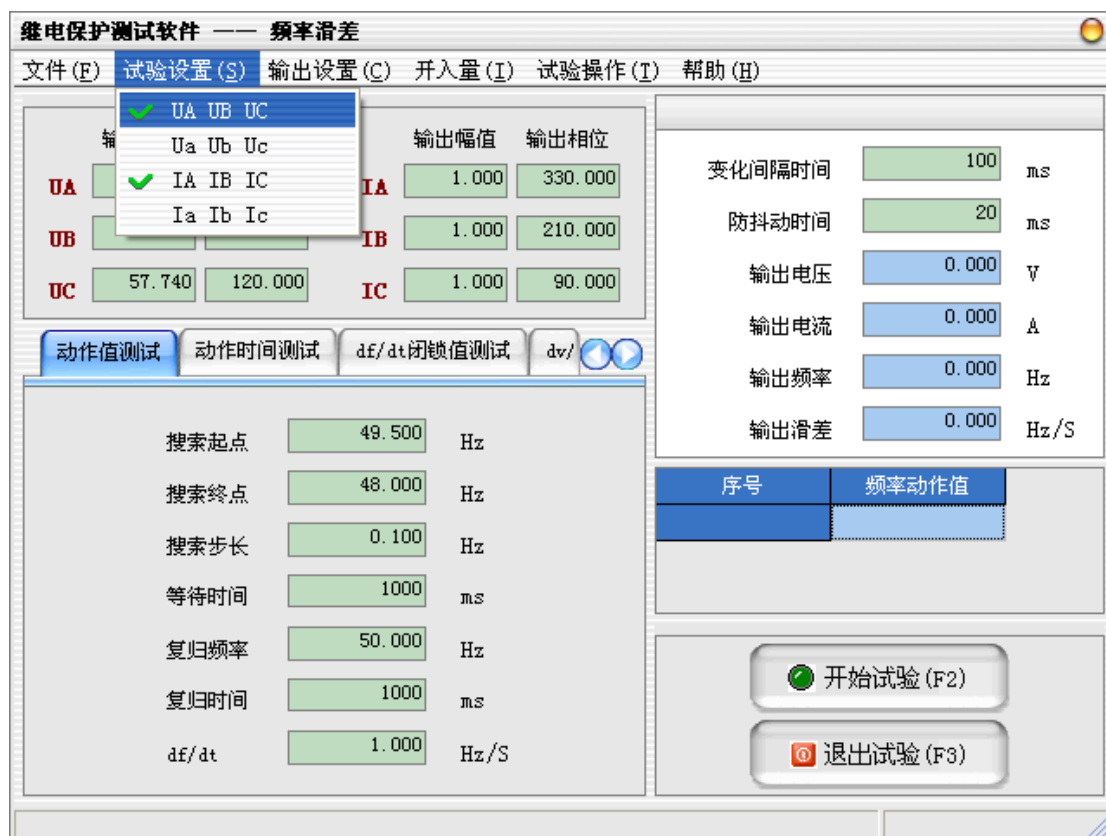 继电保护测试软件 —— 频率滑差
文件(F) 试验设置(S) 输出设置(C) 开入量(I) 试验操作(T) 帮助(H)
UA UB UC
Ua Ub Uc
IA IB IC
Ia Ib Ic
输出幅值 输出相位
UA IA 1.000 330.000
UB IB 1.000 210.000
UC 57.740 120.000 IC 1.000 90.000
动作值测试 动作时间测试 df/dt闭锁值测试 dv/
搜索起点 49.500 Hz
搜索终点 48.000 Hz
搜索步长 0.100 Hz
等待时间 1000 ms
复归频率 50.000 Hz
复归时间 1000 ms
df/dt 1.000 Hz/S
变化间隔时间 100 ms
防抖动时间 20 ms
输出电压 0.000 V
输出电流 0.000 A
输出频率 0.000 Hz
输出滑差 0.000 Hz/S
序号 频率动作值
开始试验(F2)
退出试验(F3)